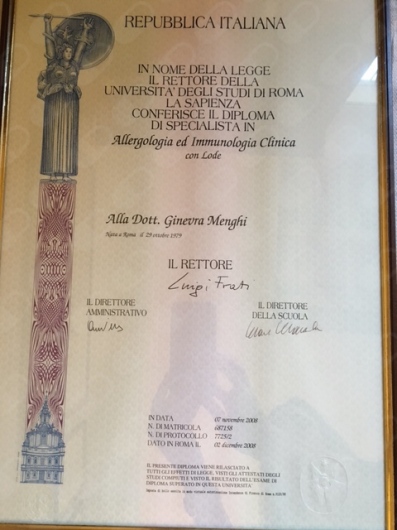 REPUBBLICA ITALIANA
IN NOME DELLA LEGGE
IL RETTORE DELLA
UNIVERSITA' DEGLI STUDI DI ROMA
LA SAPIENZA
CONFERISCE IL DIPLOMA
DI SPECIALISTA IN
Allergologia ed Immunologia Clinica
con Lode
Alla Dott. Ginevra Menghi
Nata a Roma il 29 ottobre 1979
IL RETTORE
Luigi Frati
IL DIRETTORE
AMMINISTRATIVO
IL DIRETTORE
DELLA SCUOLA
IN DATA 07 novembre 2008
N. DI MATRICOLA 687158
N. DI PROTOCOLLO 7725/2
DATO IN ROMA IL 02 dicembre 2008
IL PRESENTE DIPLOMA VIENE RILASCIATO A
TUTTI GLI EFFETTI DI LEGGE, VISTI GLI ATTESTATI DEGLI
STUDI COMPIUTI E VISTO IL RISULTATO DELL'ESAME DI
DIPLOMA SUPERATO IN QUESTA UNIVERSITA'